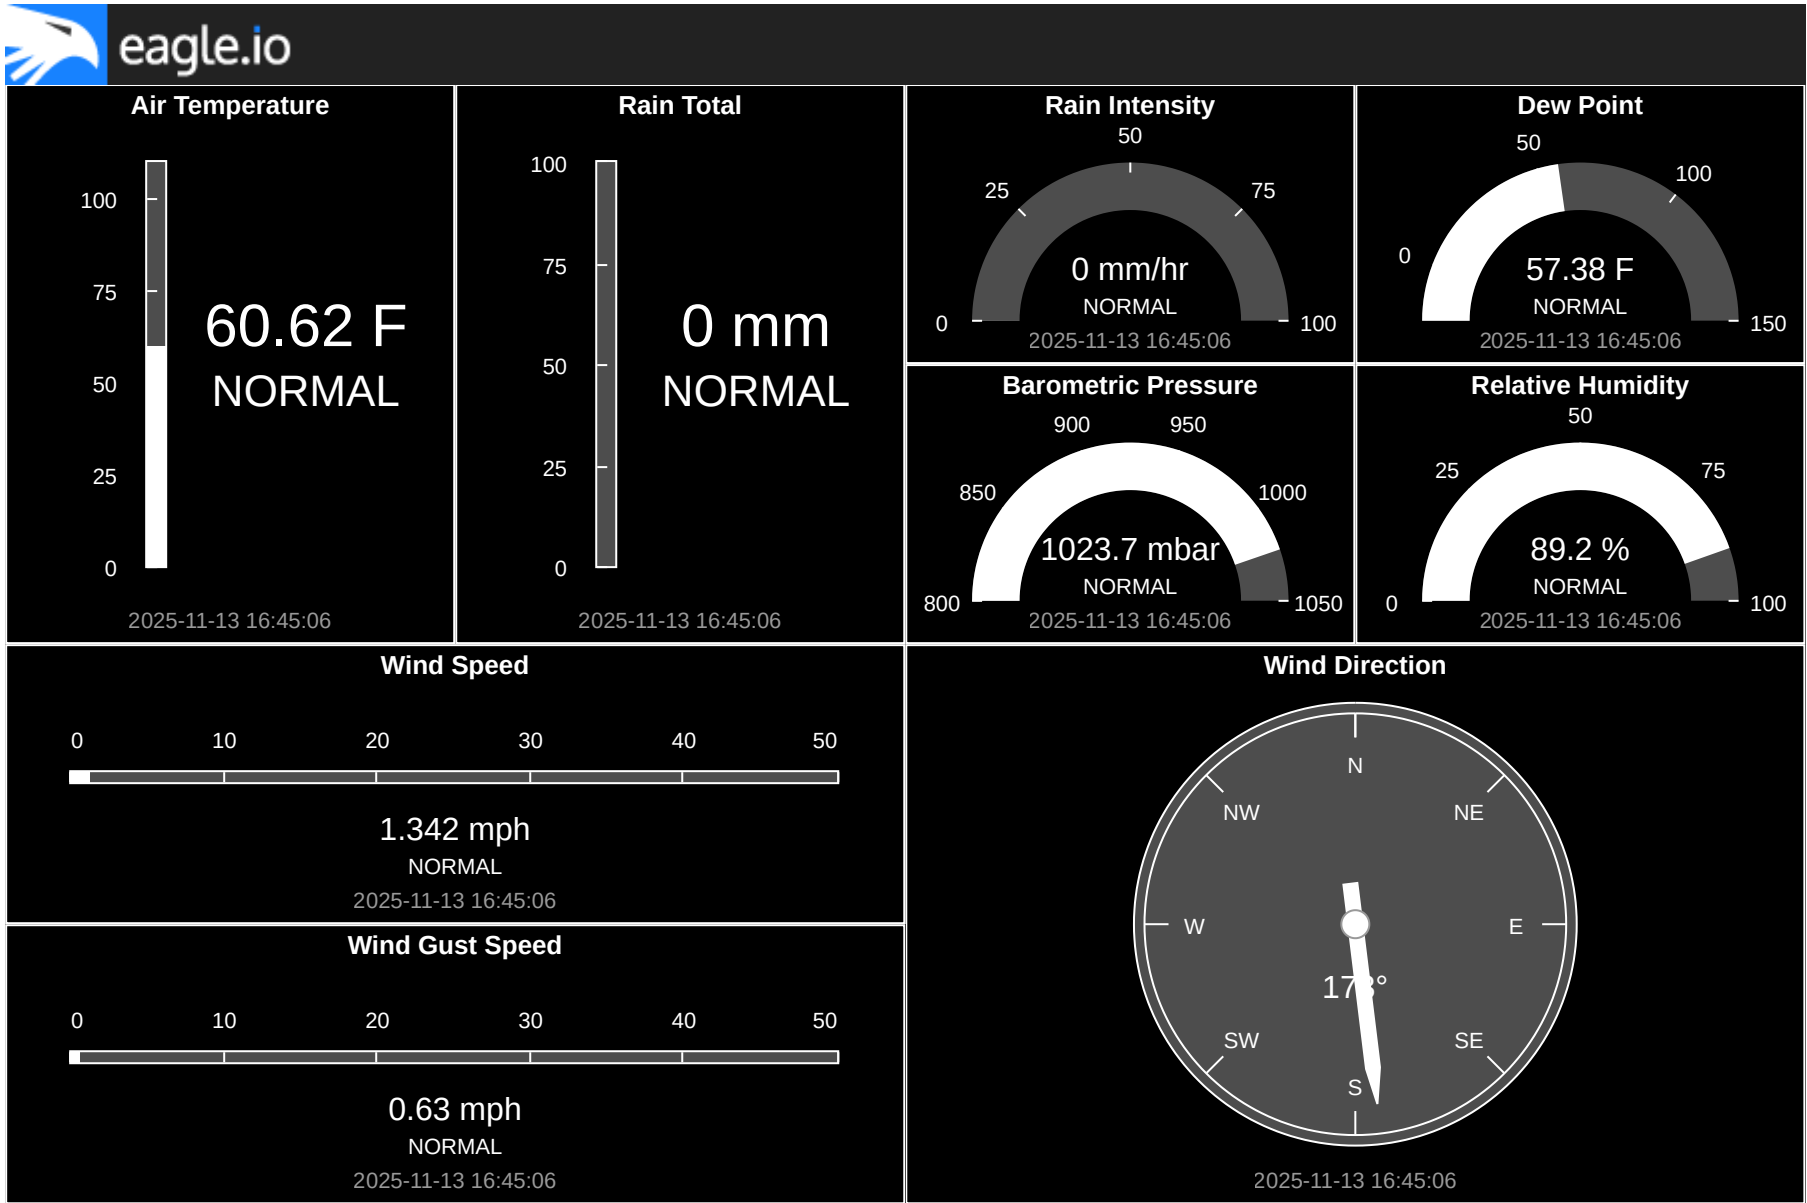 eagle.io
Air Temperature
100
75
50
25
0
60.62 F
NORMAL
2025-11-13 16:45:06
Rain Total
100
75
50
25
0
0 mm
NORMAL
2025-11-13 16:45:06
Rain Intensity
0
25
50
75
100
0 mm/hr
NORMAL
2025-11-13 16:45:06
Dew Point
0
50
100
150
57.38 F
NORMAL
2025-11-13 16:45:06
Barometric Pressure
800
850
900
950
1000
1050
1023.7 mbar
NORMAL
2025-11-13 16:45:06
Relative Humidity
0
25
50
75
100
89.2 %
NORMAL
2025-11-13 16:45:06
Wind Speed
0 10 20 30 40 50
1.342 mph
NORMAL
2025-11-13 16:45:06
Wind Gust Speed
0 10 20 30 40 50
0.63 mph
NORMAL
2025-11-13 16:45:06
Wind Direction
N
NW NE
W E
SW SE
S
2025-11-13 16:45:06